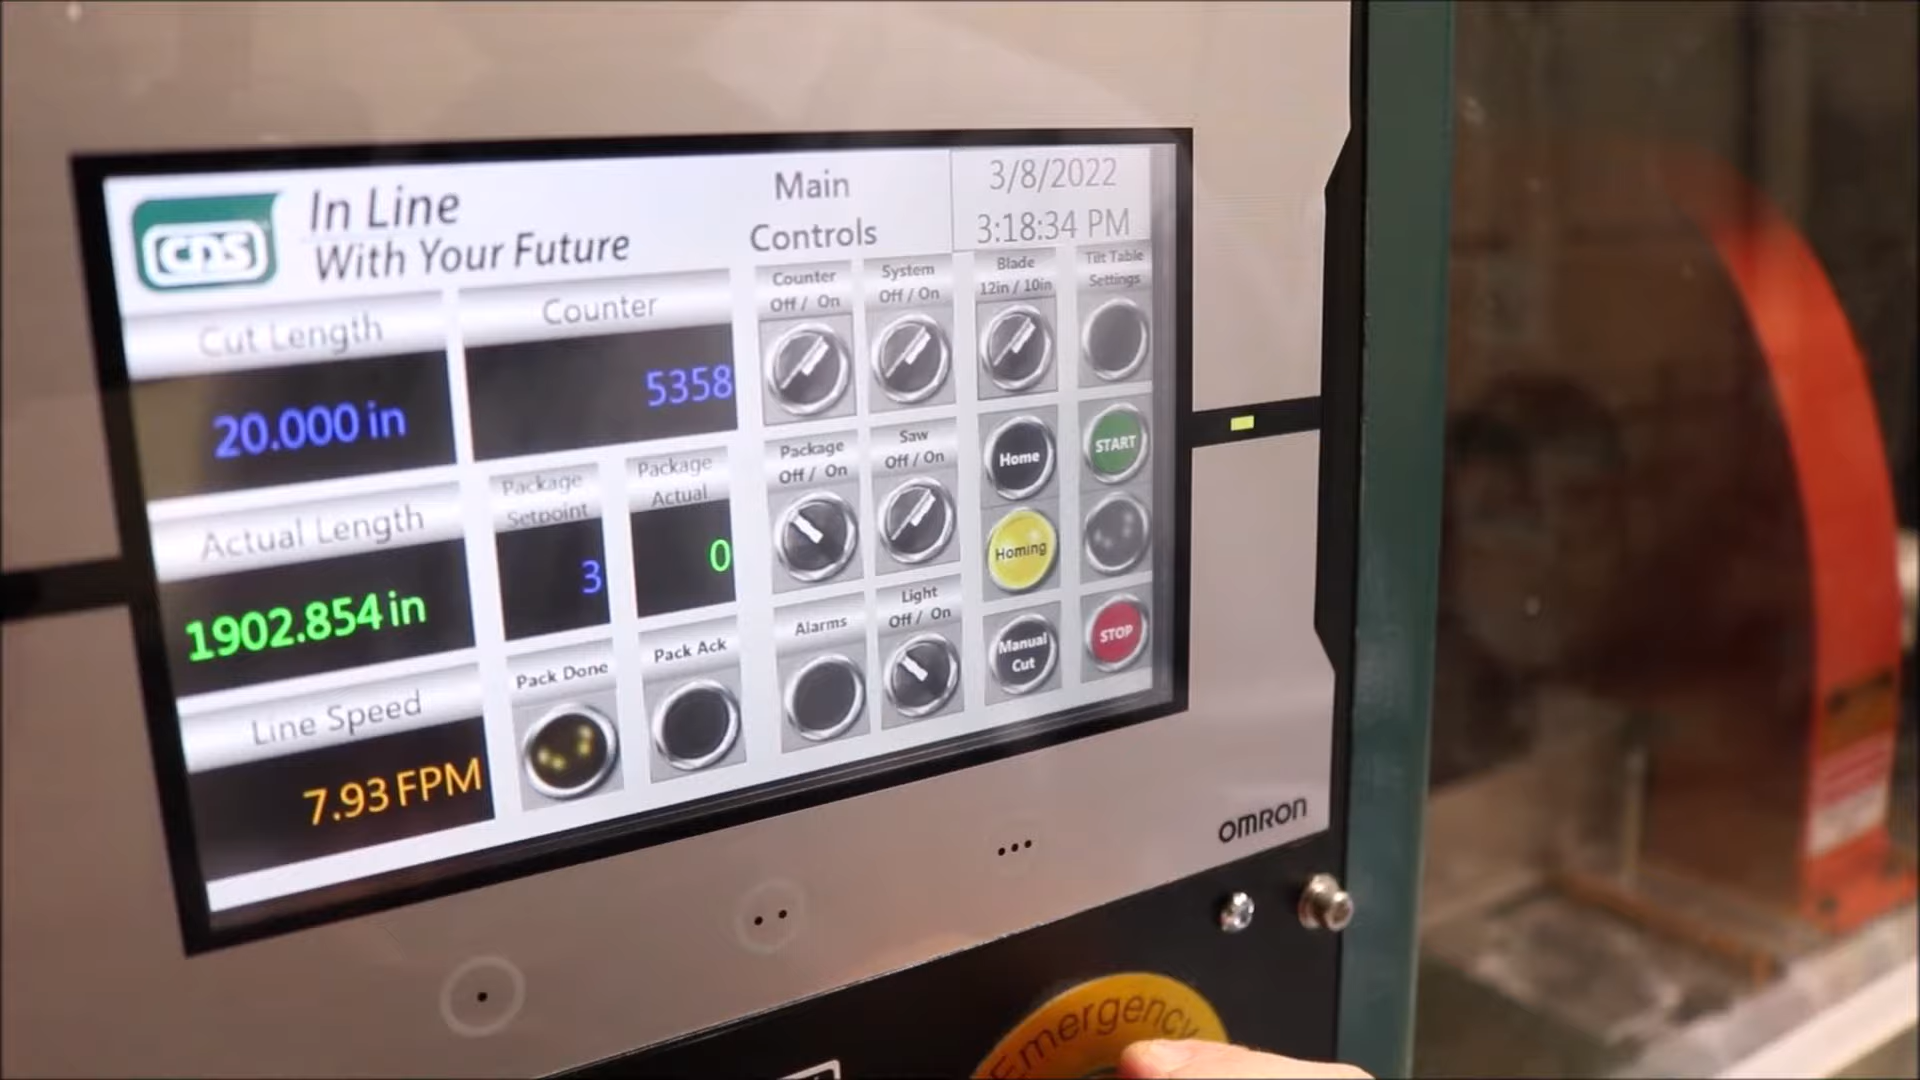 CDS
In Line
With Your Future
Main
Controls
3/8/2022
3:18:34 PM
Cut Length
20.000 in
Counter
5358
Counter
Off / On
System
Off / On
Blade
12in / 10in
Tilt Table
Settings
Actual Length
1902.854 in
Package
Setpoint
3
Package
Actual
0
Package
Off / On
Saw
Off / On
Home
START
Homing
Line Speed
7.93 FPM
Pack Done
Pack Ack
Alarms
Light
Off / On
Manual
Cut
STOP
OMRON
Emergency